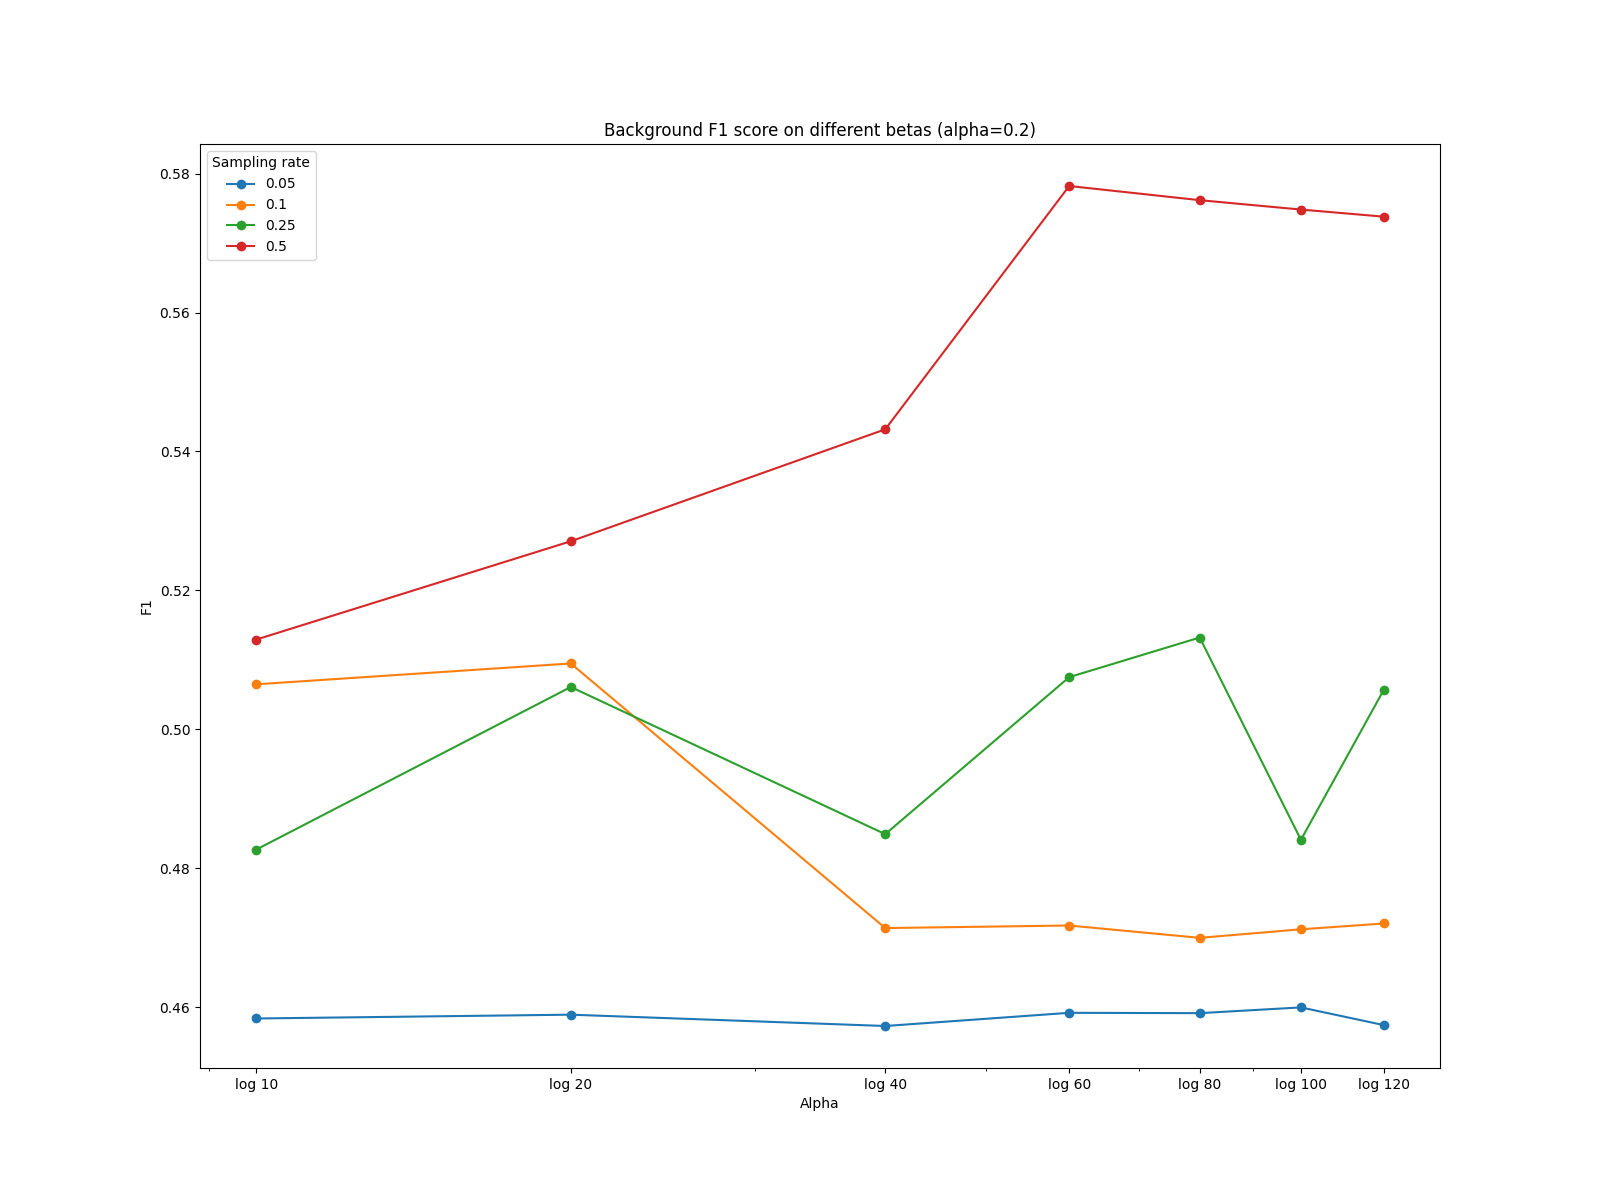 Background F1 score on different betas (alpha=0.2)
Sampling rate
0.05
0.1
0.25
0.5
0.58
0.56
0.54
0.52
0.50
0.48
0.46
F1
log 10 log 20 log 40 log 60 log 80 log 100 log 120
Alpha